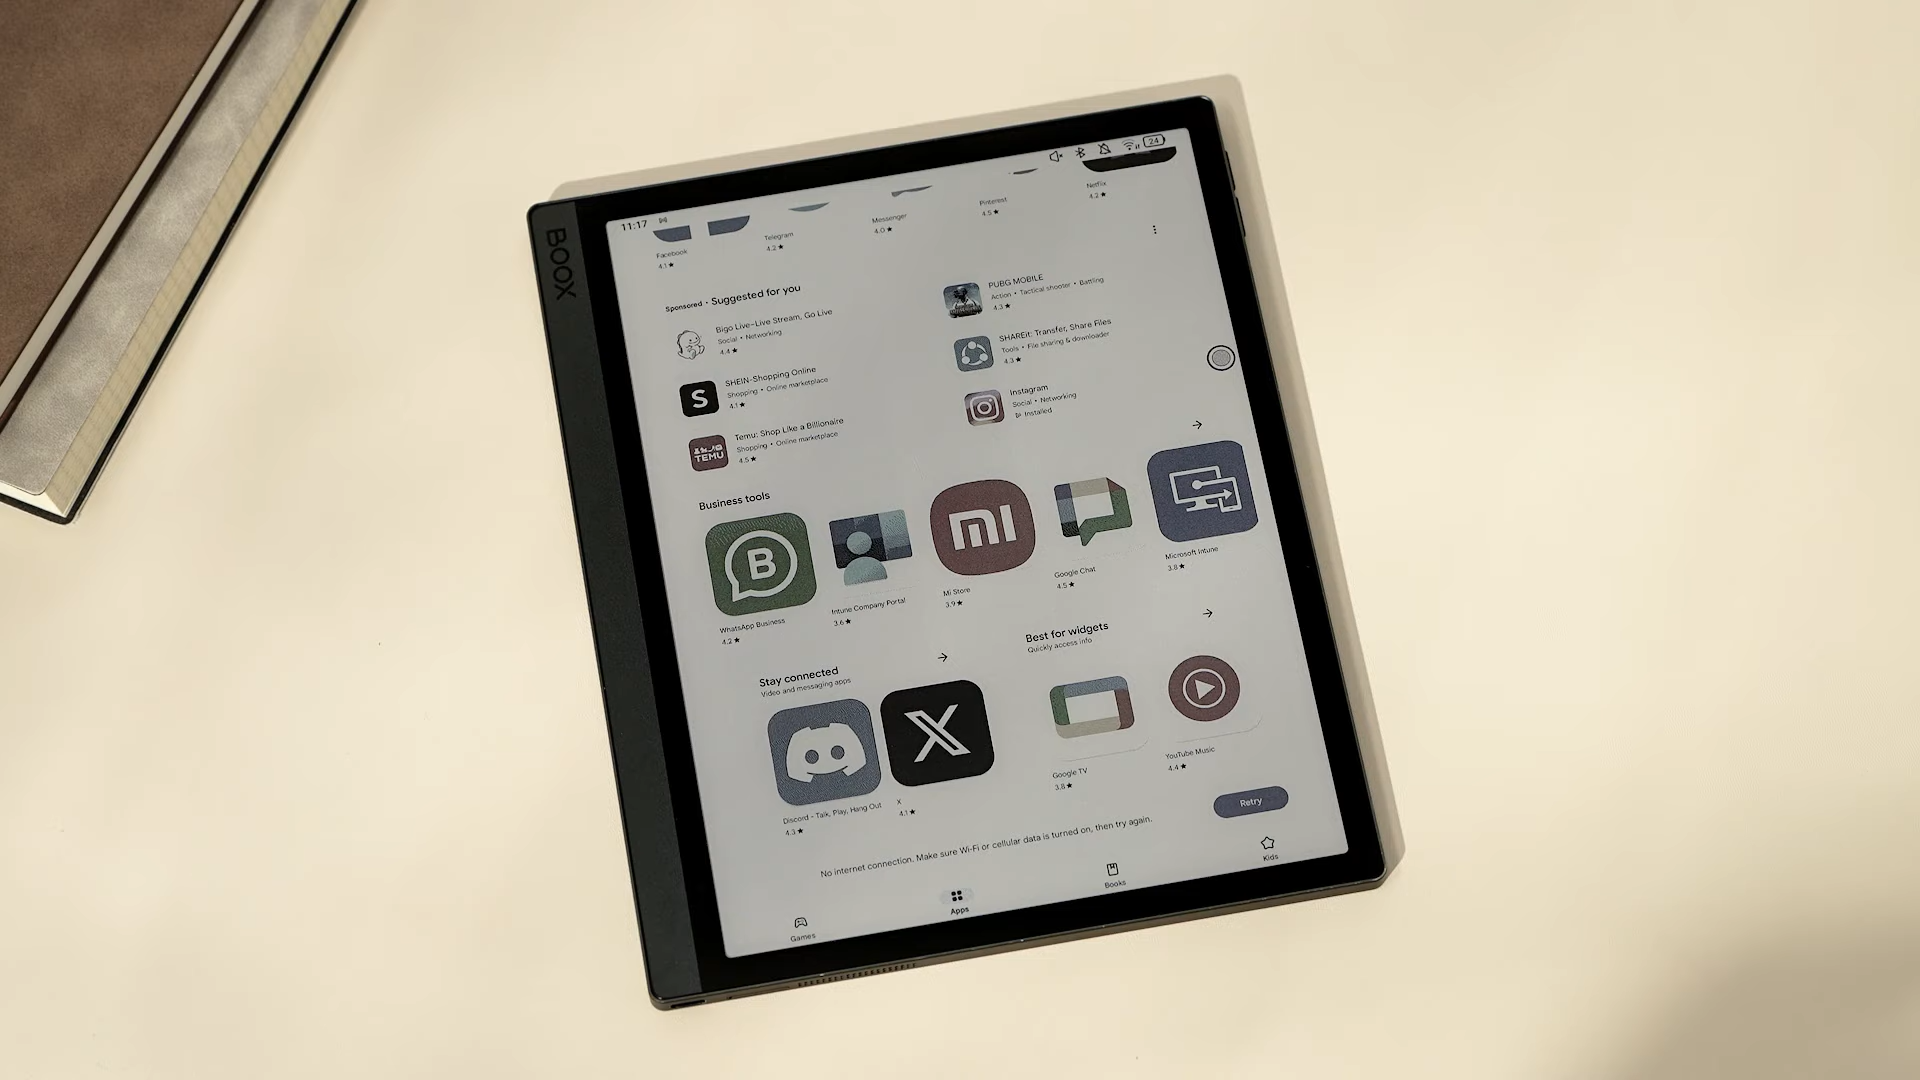 BOOX
11:17
24
Facebook
4.1★
Telegram
4.2★
Messenger
4.0★
Pinterest
4.5★
Netflix
4.2★
Sponsored • Suggested for you
Bigo Live–Live Stream, Go Live
Social • Networking
4.4★
S
SHEIN-Shopping Online
Shopping • Online marketplace
4.1★
TEMU
Temu: Shop Like a Billionaire
Shopping • Online marketplace
4.5★
PUBG MOBILE
Action • Tactical shooter • Battling
4.3★
SHAREit: Transfer, Share Files
Tools • File sharing & downloader
4.3★
Instagram
Social • Networking
Installed
Business tools
B
WhatsApp Business
4.2★
Intune Company Portal
3.6★
mi
Mi Store
3.9★
Google Chat
4.5★
Microsoft Intune
3.8★
Stay connected
Video and messaging apps
Discord - Talk, Play, Hang Out
4.3★
X
X
4.1★
Best for widgets
Quickly access info
Google TV
3.8★
YouTube Music
4.4★
No internet connection. Make sure Wi-Fi or cellular data is turned on, then try again.
Retry
Games
Apps
Books
Kids